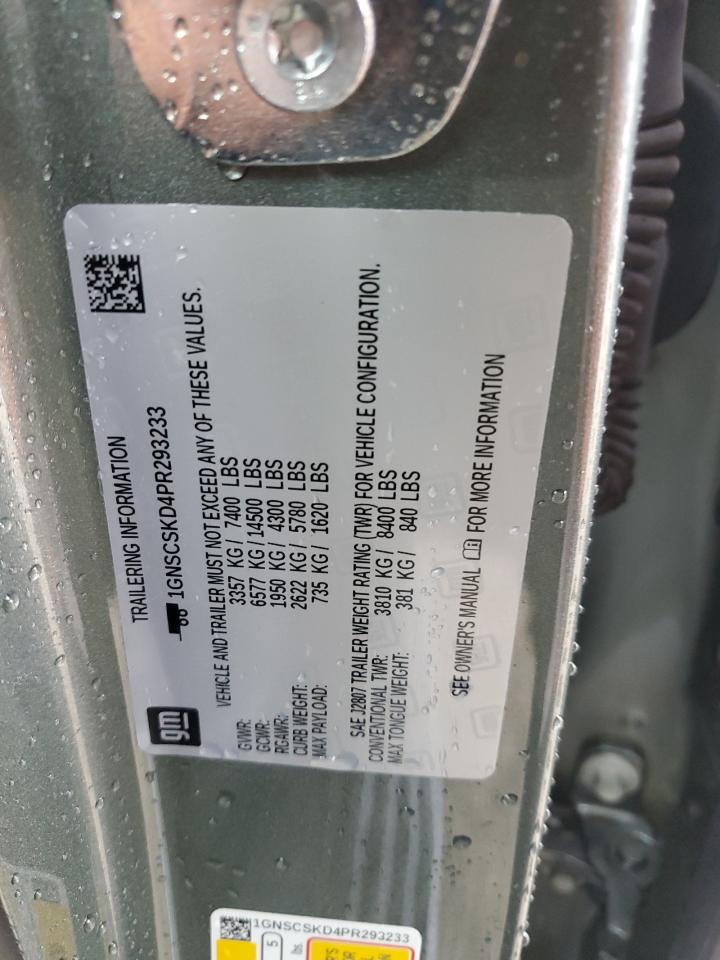 gm
TRAILERING INFORMATION
1GNSCSKD4PR293233
VEHICLE AND TRAILER MUST NOT EXCEED ANY OF THESE VALUES.
GVWR: 3357 KG / 7400 LBS
GCWR: 6577 KG / 14500 LBS
RGAWR: 1950 KG / 4300 LBS
CURB WEIGHT: 2622 KG / 5780 LBS
MAX PAYLOAD: 735 KG / 1620 LBS
SAE J2807 TRAILER WEIGHT RATING (TWR) FOR VEHICLE CONFIGURATION.
CONVENTIONAL TWR: 3810 KG / 8400 LBS
MAX TONGUE WEIGHT: 381 KG / 840 LBS
SEE OWNER'S MANUAL FOR MORE INFORMATION
1GNSCSKD4PR293233
5
lbs